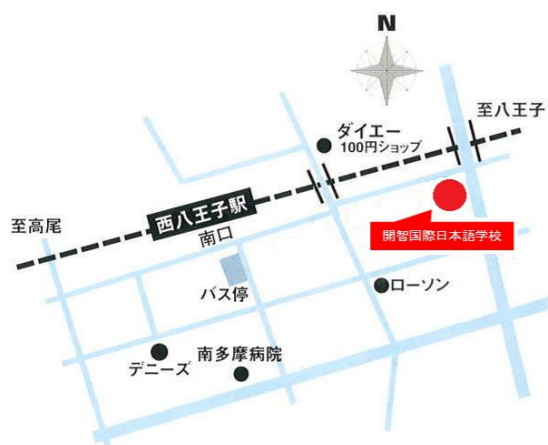 N
至八王子
ダイエー
100円ショップ
西八王子駅
南口
至高尾
開智国際日本語学校
バス停
ローソン
デニーズ
南多摩病院